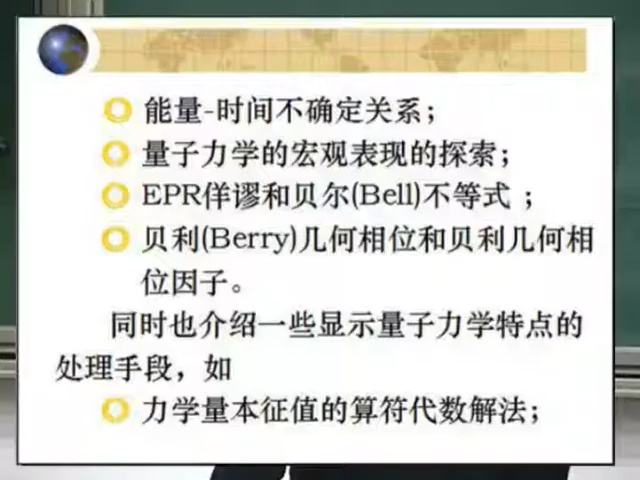 能量-时间不确定关系；
量子力学的宏观表现的探索；
EPR佯谬和贝尔(Bell)不等式 ；
贝利(Berry)几何相位和贝利几何相
位因子。
同时也介绍一些显示量子力学特点的
处理手段，如
力学量本征值的算符代数解法；